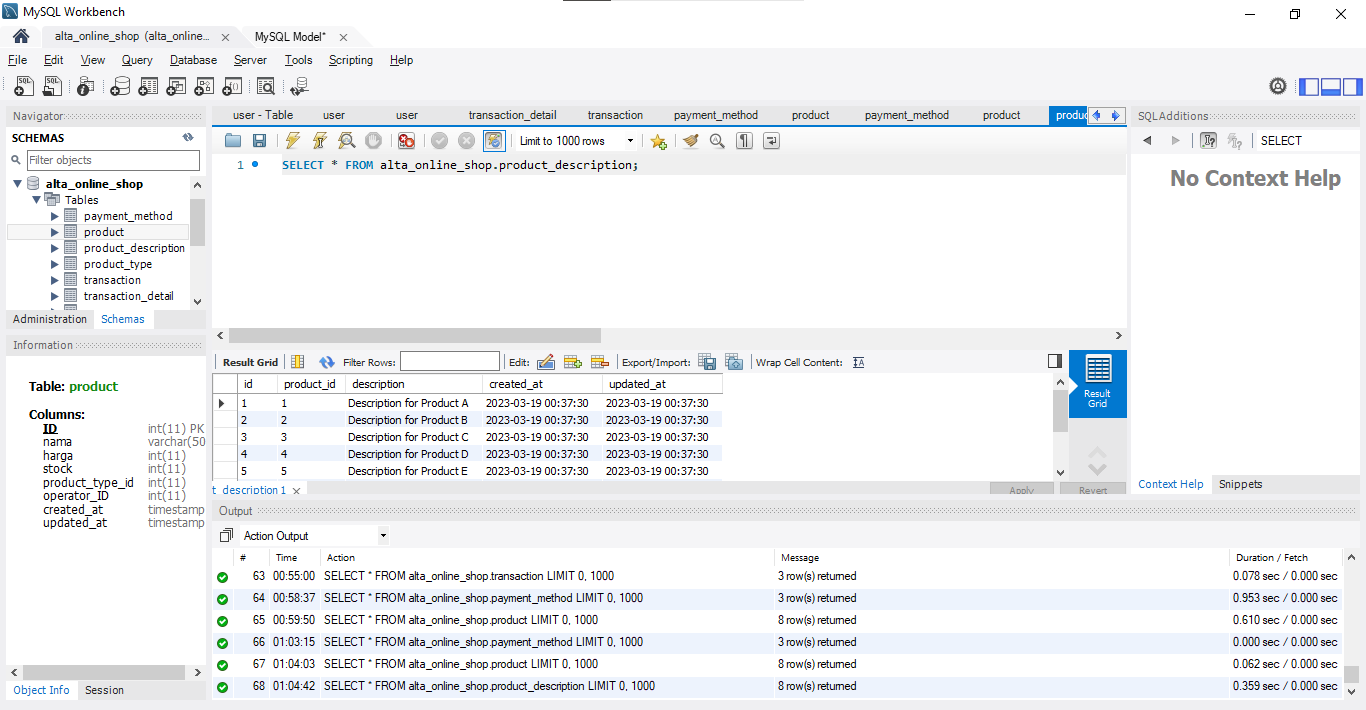 MySQL Workbench
alta_online_shop (alta_online... MySQL Model*
File Edit View Query Database Server Tools Scripting Help
Navigator
SCHEMAS
Filter objects
alta_online_shop
Tables
payment_method
product
product_description
product_type
transaction
transaction_detail
Administration Schemas
Information
Table: product
Columns:
ID int(11) PK
nama varchar(50
harga int(11)
stock int(11)
product_type_id int(11)
operator_ID int(11)
created_at timestamp
updated_at timestamp
Object Info Session
user - Table user user transaction_detail transaction payment_method product payment_method product produc
Limit to 1000 rows
1 SELECT * FROM alta_online_shop.product_description;
Result Grid Filter Rows: Edit: Export/Import: Wrap Cell Content:
id product_id description created_at updated_at
1 1 Description for Product A 2023-03-19 00:37:30 2023-03-19 00:37:30
2 2 Description for Product B 2023-03-19 00:37:30 2023-03-19 00:37:30
3 3 Description for Product C 2023-03-19 00:37:30 2023-03-19 00:37:30
4 4 Description for Product D 2023-03-19 00:37:30 2023-03-19 00:37:30
5 5 Description for Product E 2023-03-19 00:37:30 2023-03-19 00:37:30
Result
Grid
t_description 1 Apply Revert
SQLAdditions
SELECT
No Context Help
Context Help Snippets
Output
Action Output
# Time Action Message Duration / Fetch
63 00:55:00 SELECT * FROM alta_online_shop.transaction LIMIT 0, 1000 3 row(s) returned 0.078 sec / 0.000 sec
64 00:58:37 SELECT * FROM alta_online_shop.payment_method LIMIT 0, 1000 3 row(s) returned 0.953 sec / 0.000 sec
65 00:59:50 SELECT * FROM alta_online_shop.product LIMIT 0, 1000 8 row(s) returned 0.610 sec / 0.000 sec
66 01:03:15 SELECT * FROM alta_online_shop.payment_method LIMIT 0, 1000 3 row(s) returned 0.000 sec / 0.000 sec
67 01:04:03 SELECT * FROM alta_online_shop.product LIMIT 0, 1000 8 row(s) returned 0.062 sec / 0.000 sec
68 01:04:42 SELECT * FROM alta_online_shop.product_description LIMIT 0, 1000 8 row(s) returned 0.359 sec / 0.000 sec